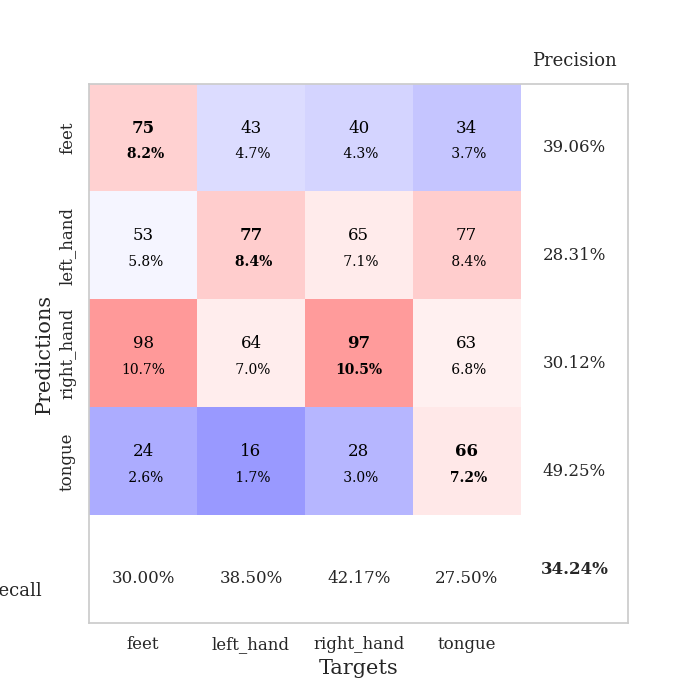 Precision
feet 75 43 40 34 39.06%
8.2% 4.7% 4.3% 3.7%
left_hand 53 77 65 77 28.31%
5.8% 8.4% 7.1% 8.4%
Predictions
right_hand 98 64 97 63 30.12%
10.7% 7.0% 10.5% 6.8%
tongue 24 16 28 66 49.25%
2.6% 1.7% 3.0% 7.2%
ecall 30.00% 38.50% 42.17% 27.50% 34.24%
feet left_hand right_hand tongue
Targets